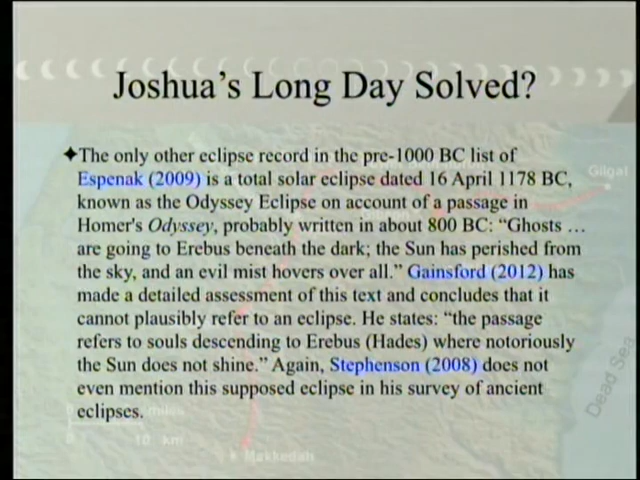 Joshua's Long Day Solved?
✦The only other eclipse record in the pre-1000 BC list of
Espenak (2009) is a total solar eclipse dated 16 April 1178 BC,
known as the Odyssey Eclipse on account of a passage in
Homer's Odyssey, probably written in about 800 BC: “Ghosts …
are going to Erebus beneath the dark; the Sun has perished from
the sky, and an evil mist hovers over all.” Gainsford (2012) has
made a detailed assessment of this text and concludes that it
cannot plausibly refer to an eclipse. He states: “the passage
refers to souls descending to Erebus (Hades) where notoriously
the Sun does not shine.” Again, Stephenson (2008) does not
even mention this supposed eclipse in his survey of ancient
eclipses.
Gilgal
Dead Sea
0 miles
0 10 km
Makkedah